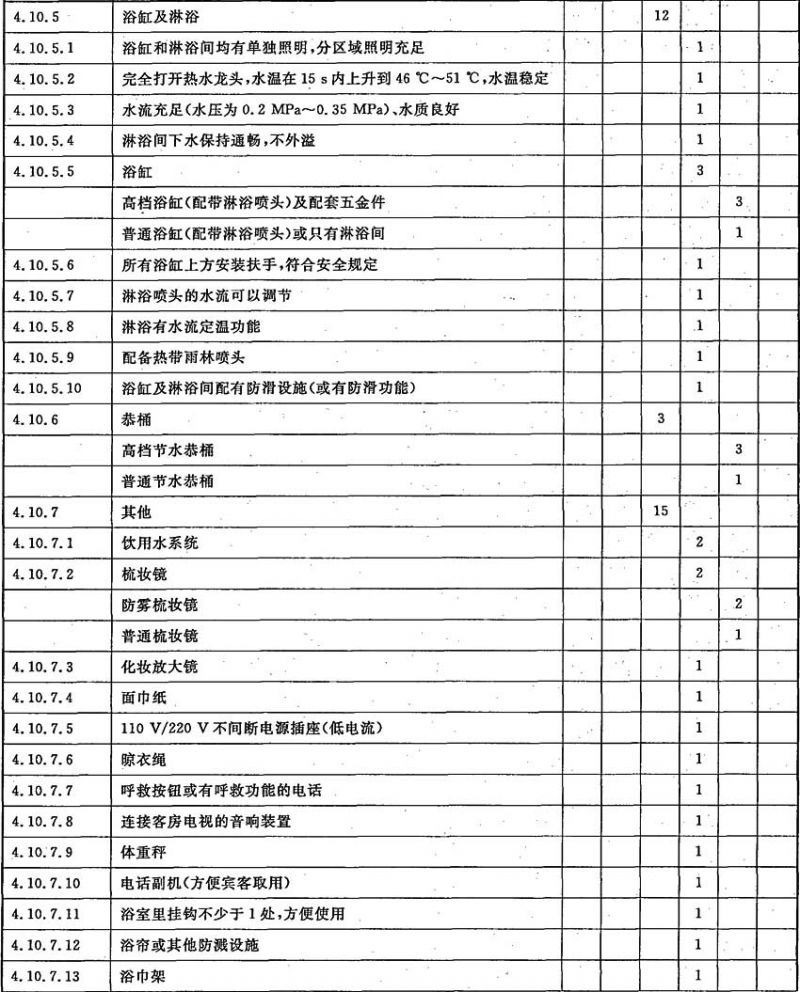 4.10.5 浴缸及淋浴 12
4.10.5.1 浴缸和淋浴间均有单独照明,分区域照明充足 1
4.10.5.2 完全打开热水龙头,水温在 15 s 内上升到 46 ℃～51 ℃,水温稳定 1
4.10.5.3 水流充足(水压为 0.2 MPa～0.35 MPa)、水质良好 1
4.10.5.4 淋浴间下水保持通畅,不外溢 1
4.10.5.5 浴缸 3
高档浴缸(配带淋浴喷头)及配套五金件 3
普通浴缸(配带淋浴喷头)或只有淋浴间 1
4.10.5.6 所有浴缸上方安装扶手,符合安全规定 1
4.10.5.7 淋浴喷头的水流可以调节 1
4.10.5.8 淋浴有水流定温功能 1
4.10.5.9 配备热带雨林喷头 1
4.10.5.10 浴缸及淋浴间配有防滑设施(或有防滑功能) 1
4.10.6 恭桶 3
高档节水恭桶 3
普通节水恭桶 1
4.10.7 其他 15
4.10.7.1 饮用水系统 2
4.10.7.2 梳妆镜 2
防雾梳妆镜 2
普通梳妆镜 1
4.10.7.3 化妆放大镜 1
4.10.7.4 面巾纸 1
4.10.7.5 110 V/220 V 不间断电源插座(低电流) 1
4.10.7.6 晾衣绳 1
4.10.7.7 呼救按钮或有呼救功能的电话 1
4.10.7.8 连接客房电视的音响装置 1
4.10.7.9 体重秤 1
4.10.7.10 电话副机(方便宾客取用) 1
4.10.7.11 浴室里挂钩不少于 1 处,方便使用 1
4.10.7.12 浴帘或其他防溅设施 1
4.10.7.13 浴巾架 1